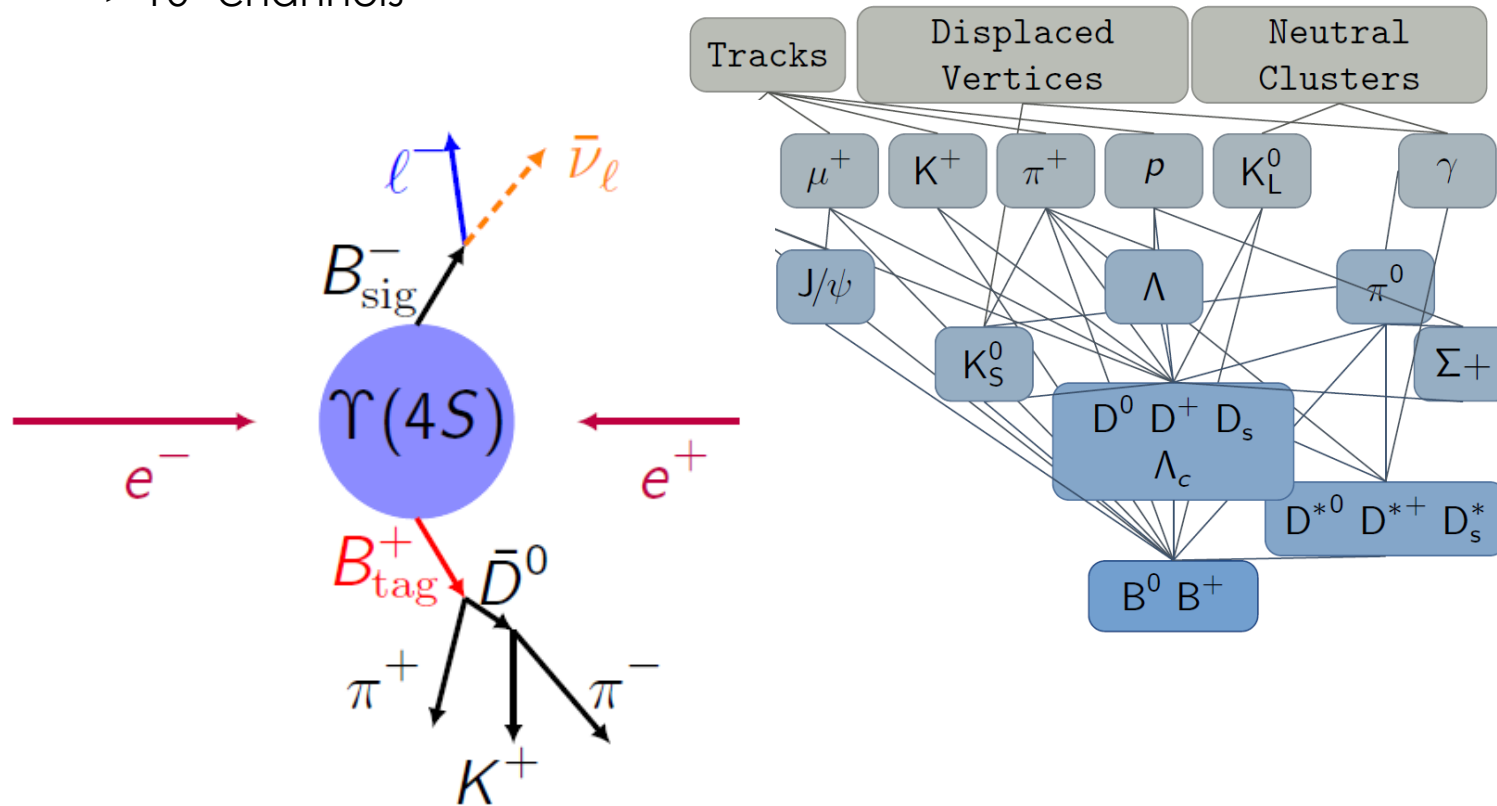 Channels
Tracks
Displaced
Vertices
Neutral
Clusters
ℓ⁻
ν̄_ℓ
B⁻_sig
Υ(4S)
e⁻
e⁺
B⁺_tag
D̄⁰
π⁺
π⁻
K⁺
μ⁺
K⁺
π⁺
p
K⁰_L
γ
J/ψ
Λ
π⁰
K⁰_S
Σ+
D⁰ D⁺ D_s
Λ_c
D*⁰ D*⁺ D*_s
B⁰ B⁺